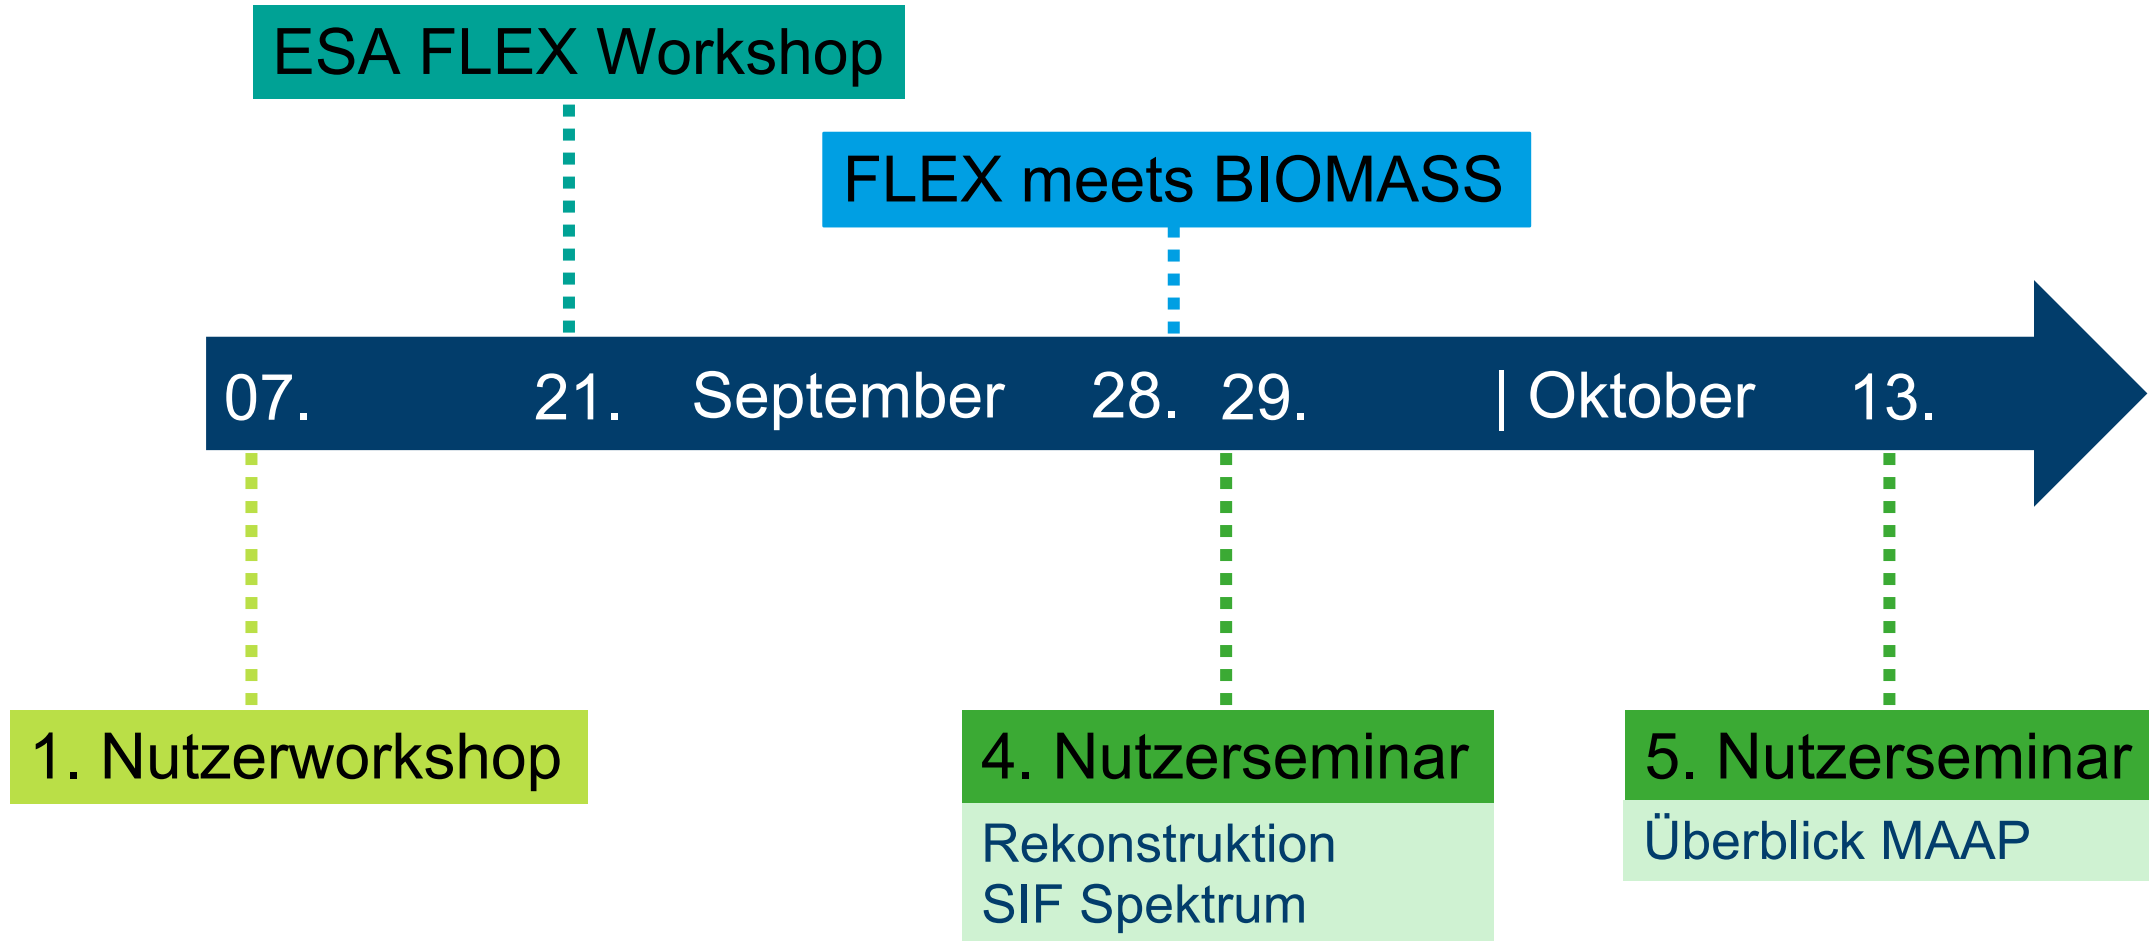 ESA FLEX Workshop
FLEX meets BIOMASS
07. 21. September 28. 29. | Oktober 13.
1. Nutzerworkshop
4. Nutzerseminar
Rekonstruktion
SIF Spektrum
5. Nutzerseminar
Überblick MAAP